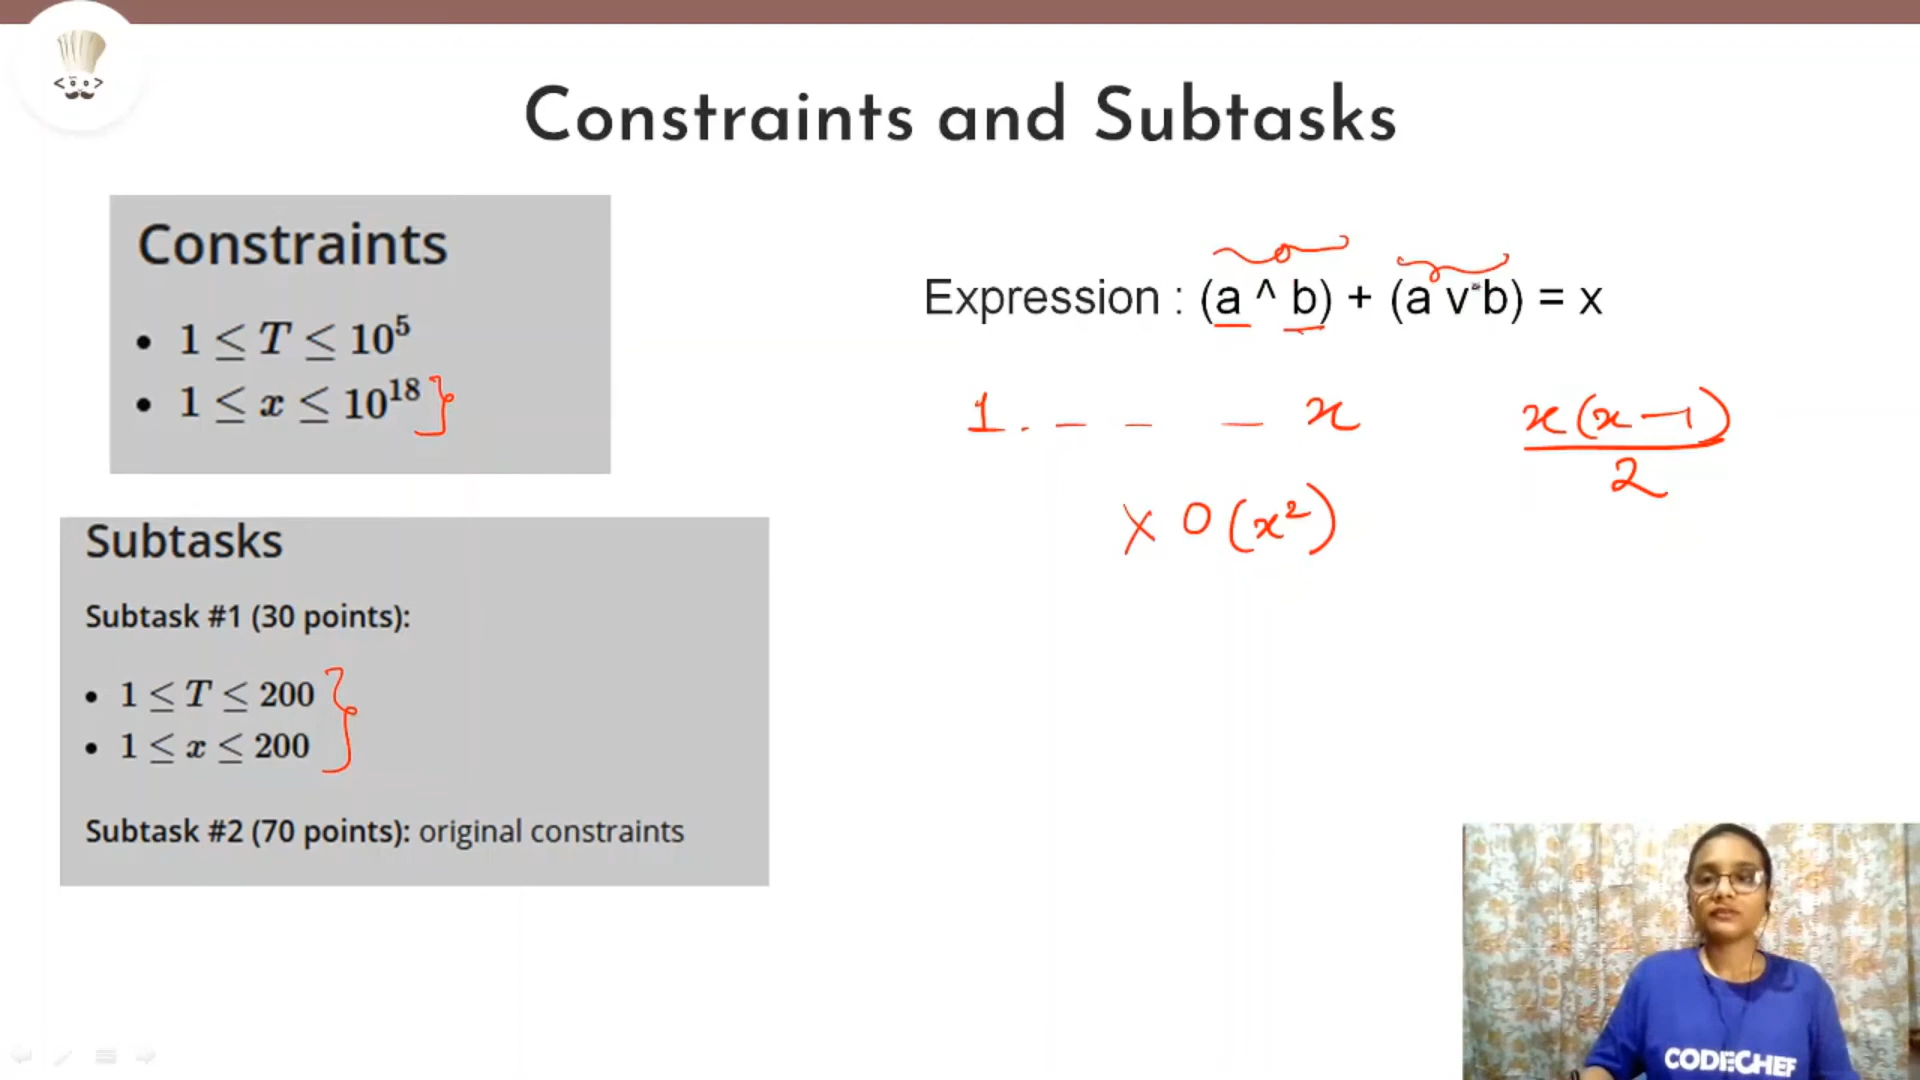 Constraints and Subtasks
Constraints
• 1 ≤ T ≤ 10^5
• 1 ≤ x ≤ 10^18
Subtasks
Subtask #1 (30 points):
• 1 ≤ T ≤ 200
• 1 ≤ x ≤ 200
Subtask #2 (70 points): original constraints
Expression : (a ^ b) + (a v b) = x
1 . _ _ _ x
x(x-1)
2
X O(x²)
CODECHEF